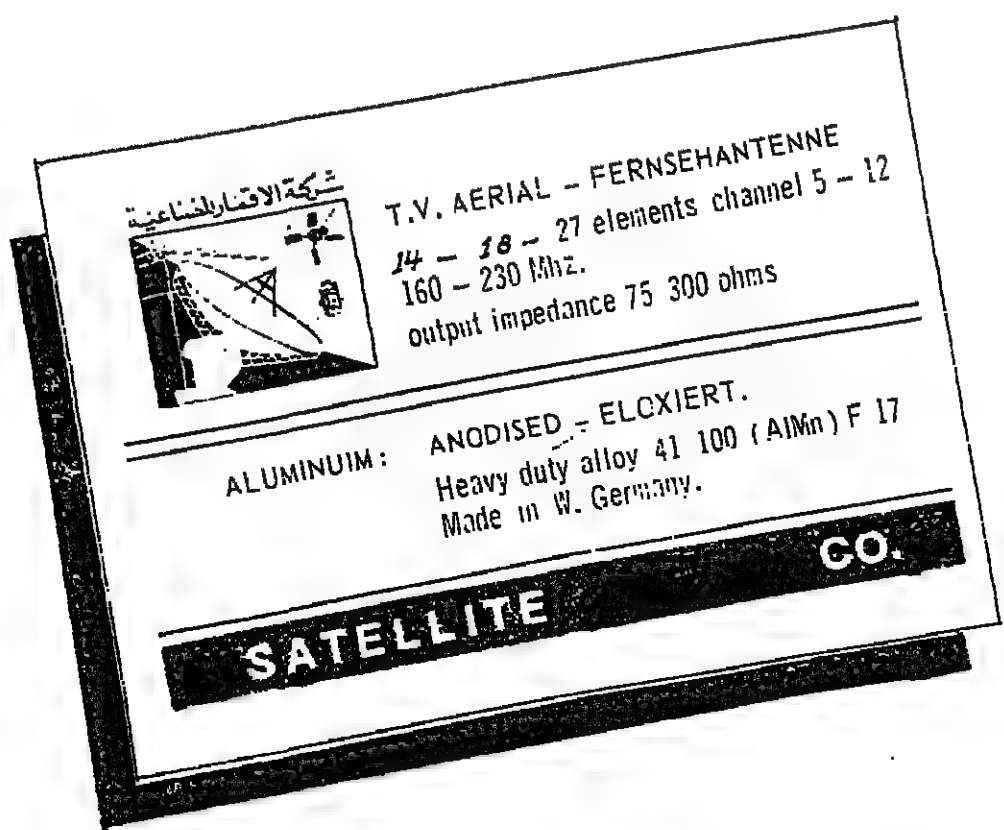 شركة الاقمار الصناعية
T.V. AERIAL – FERNSEHANTENNE
14 – 18 – 27 elements channel 5 – 12
160 – 230 Mhz.
output impedance 75 300 ohms
ALUMINUIM: ANODISED – ELOXIERT.
Heavy duty alloy 41 100 (AlMn) F 17
Made in W. Germany.
SATELLITE CO.